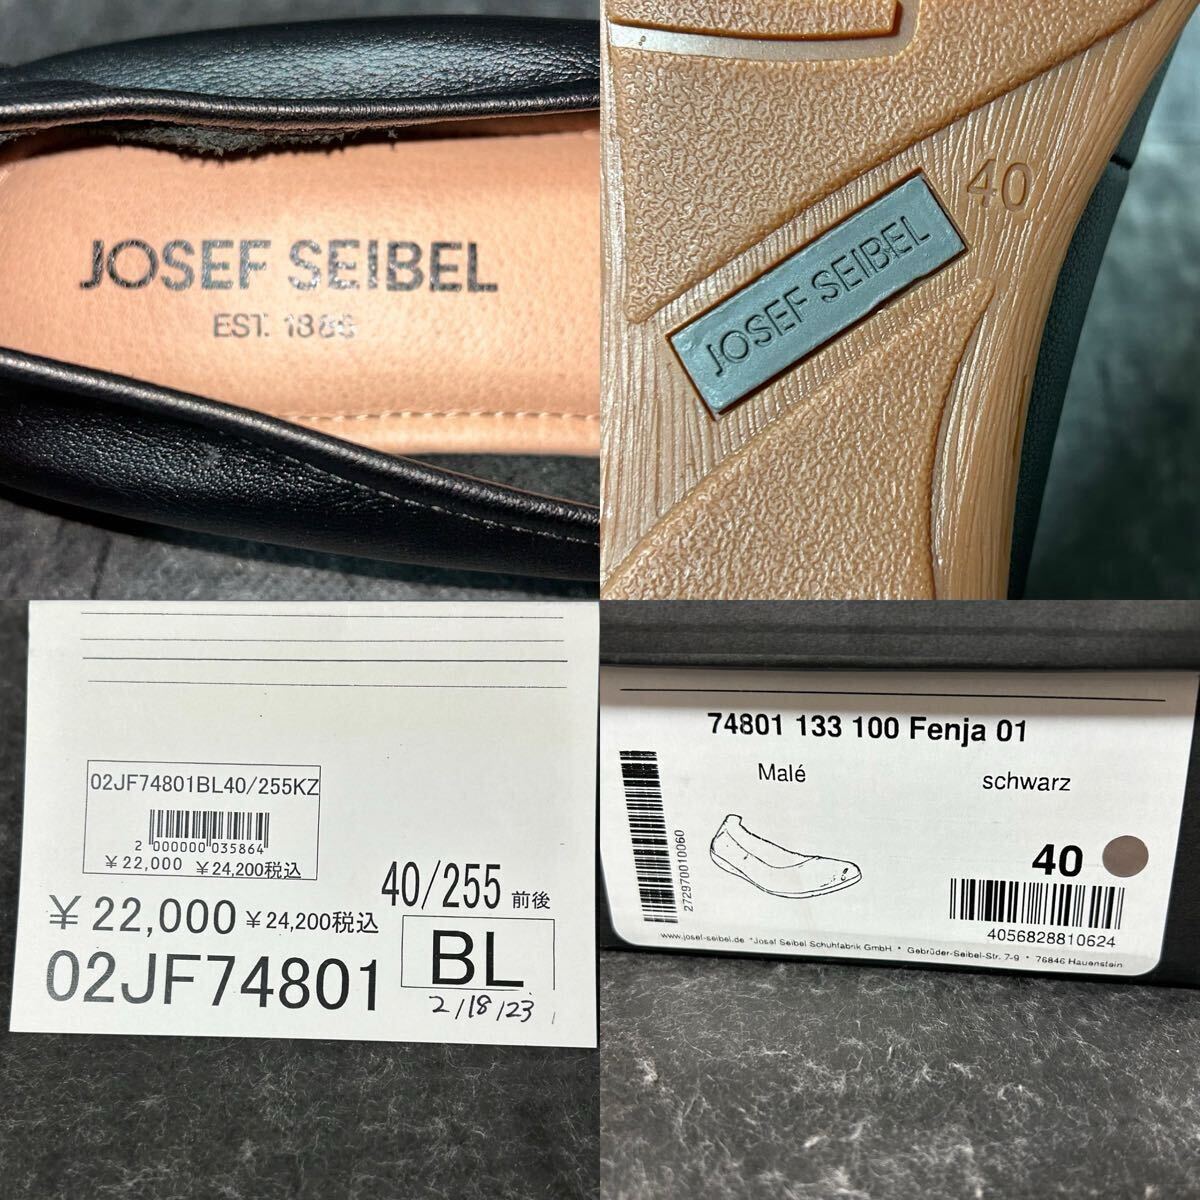 JOSEF SEIBEL
EST. 1886
40
JOSEF SEIBEL
02JF74801BL40/255KZ
2 000000 035864
￥22,000 ￥24,200税込
40/255 前後
￥22,000 ￥24,200税込
BL
02JF74801
2/18/23
74801 133 100 Fenja 01
Malé schwarz
272970010060
40
4056828810624
www.josef-seibel.de *Josef Seibel Schuhfabrik GmbH. * Gebrüder-Seibel-Str. 7-9 * 76846 Hauenstein